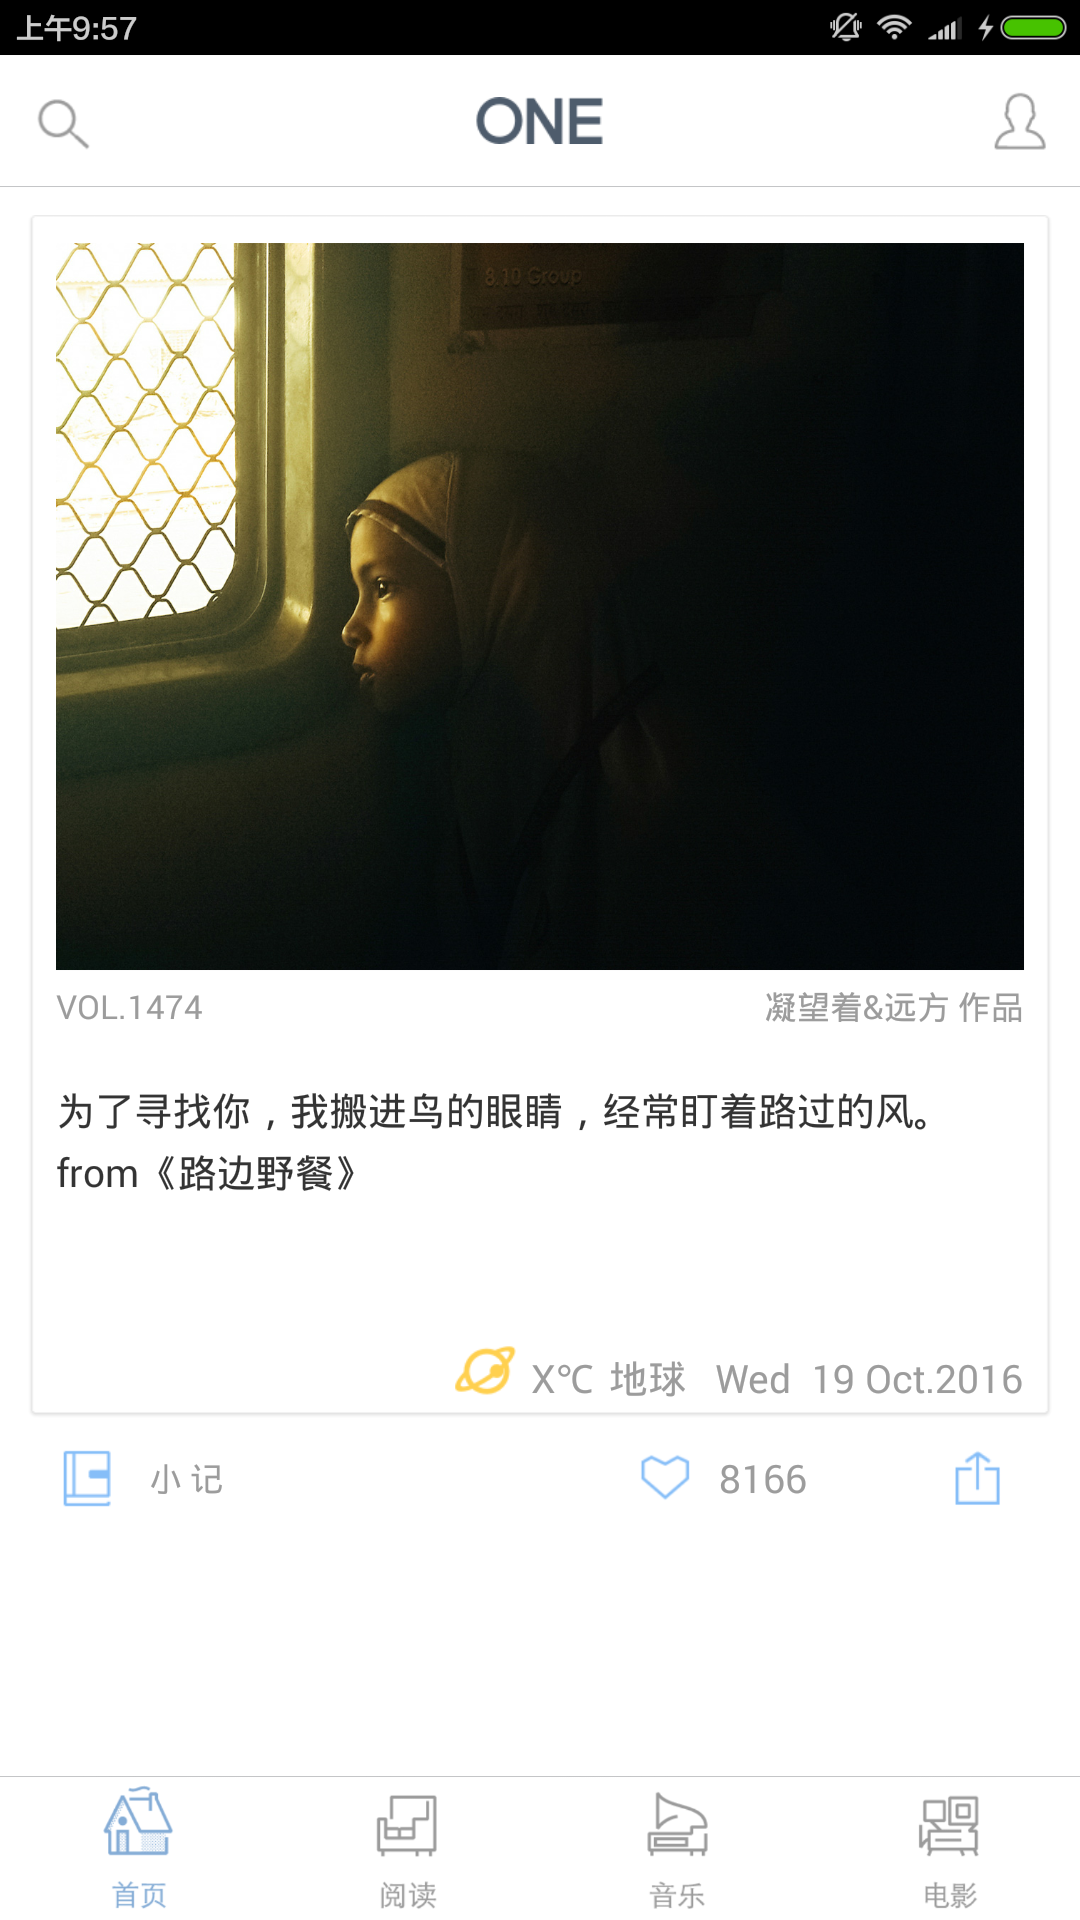 上午9:57
ONE
8.10 Group
VOL.1474
凝望着&远方 作品
为了寻找你，我搬进鸟的眼睛，经常盯着路过的风。
from《路边野餐》
X℃ 地球 Wed 19 Oct.2016
小 记
8166
首页
阅读
音乐
电影